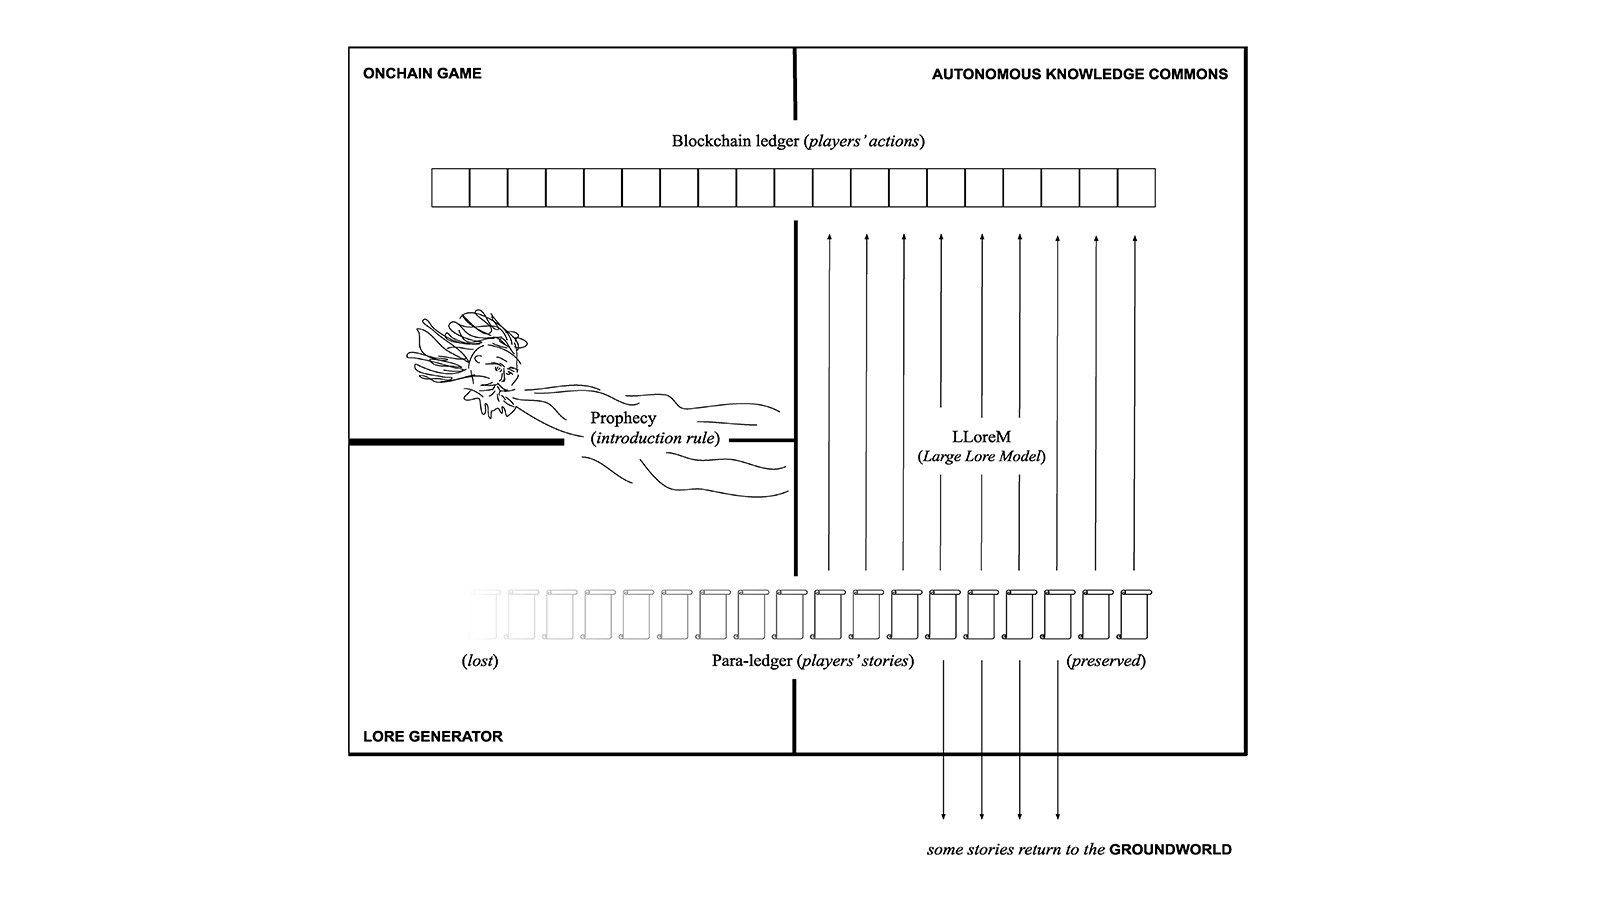 ONCHAIN GAME
AUTONOMOUS KNOWLEDGE COMMONS
Blockchain ledger (players’ actions)
Prophecy
(introduction rule)
LLoreM
(Large Lore Model)
(lost)
Para-ledger (players’ stories)
(preserved)
LORE GENERATOR
some stories return to the GROUNDWORLD